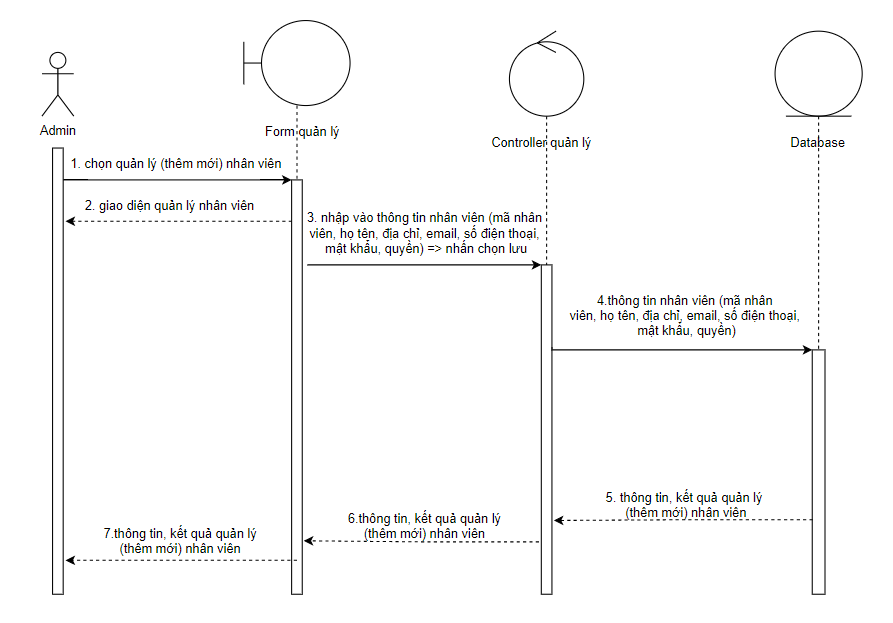 Admin
Form quản lý
Controller quản lý
Database
1. chọn quản lý (thêm mới) nhân viên
2. giao diện quản lý nhân viên
3. nhập vào thông tin nhân viên (mã nhân
viên, họ tên, địa chỉ, email, số điện thoại,
mật khẩu, quyền) => nhấn chọn lưu
4.thông tin nhân viên (mã nhân
viên, họ tên, địa chỉ, email, số điện thoại,
mật khẩu, quyền)
5. thông tin, kết quả quản lý
(thêm mới) nhân viên
6.thông tin, kết quả quản lý
(thêm mới) nhân viên
7.thông tin, kết quả quản lý
(thêm mới) nhân viên